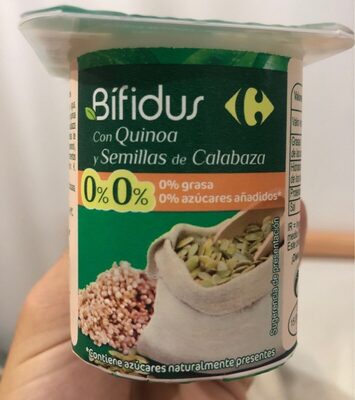 Bífidus
Con Quinoa
y Semillas de Calabaza
0% 0%
0% grasa
0% azúcares añadidos*
Sugerencia de presentación
*Contiene azúcares naturalmente presentes